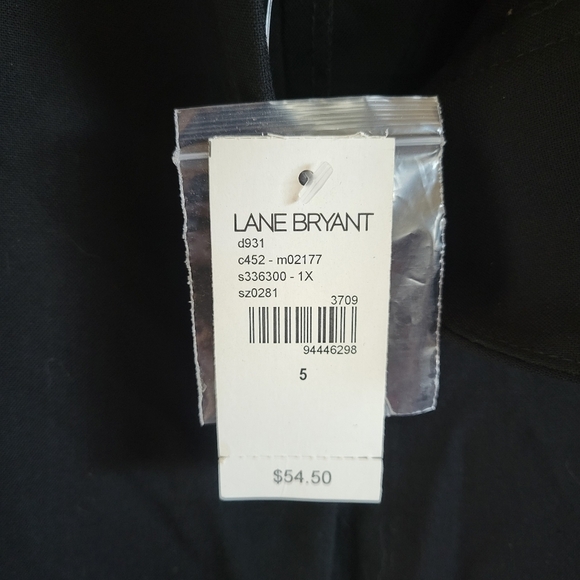 LANE BRYANT
d931
c452 - m02177
s336300 - 1X
sz0281
3709
94446298
5
$54.50